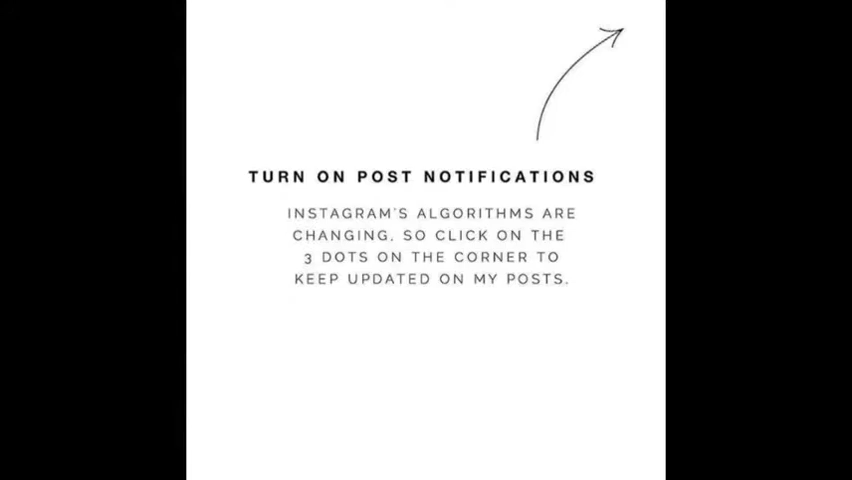 TURN ON POST NOTIFICATIONS
INSTAGRAM'S ALGORITHMS ARE
CHANGING, SO CLICK ON THE
3 DOTS ON THE CORNER TO
KEEP UPDATED ON MY POSTS.